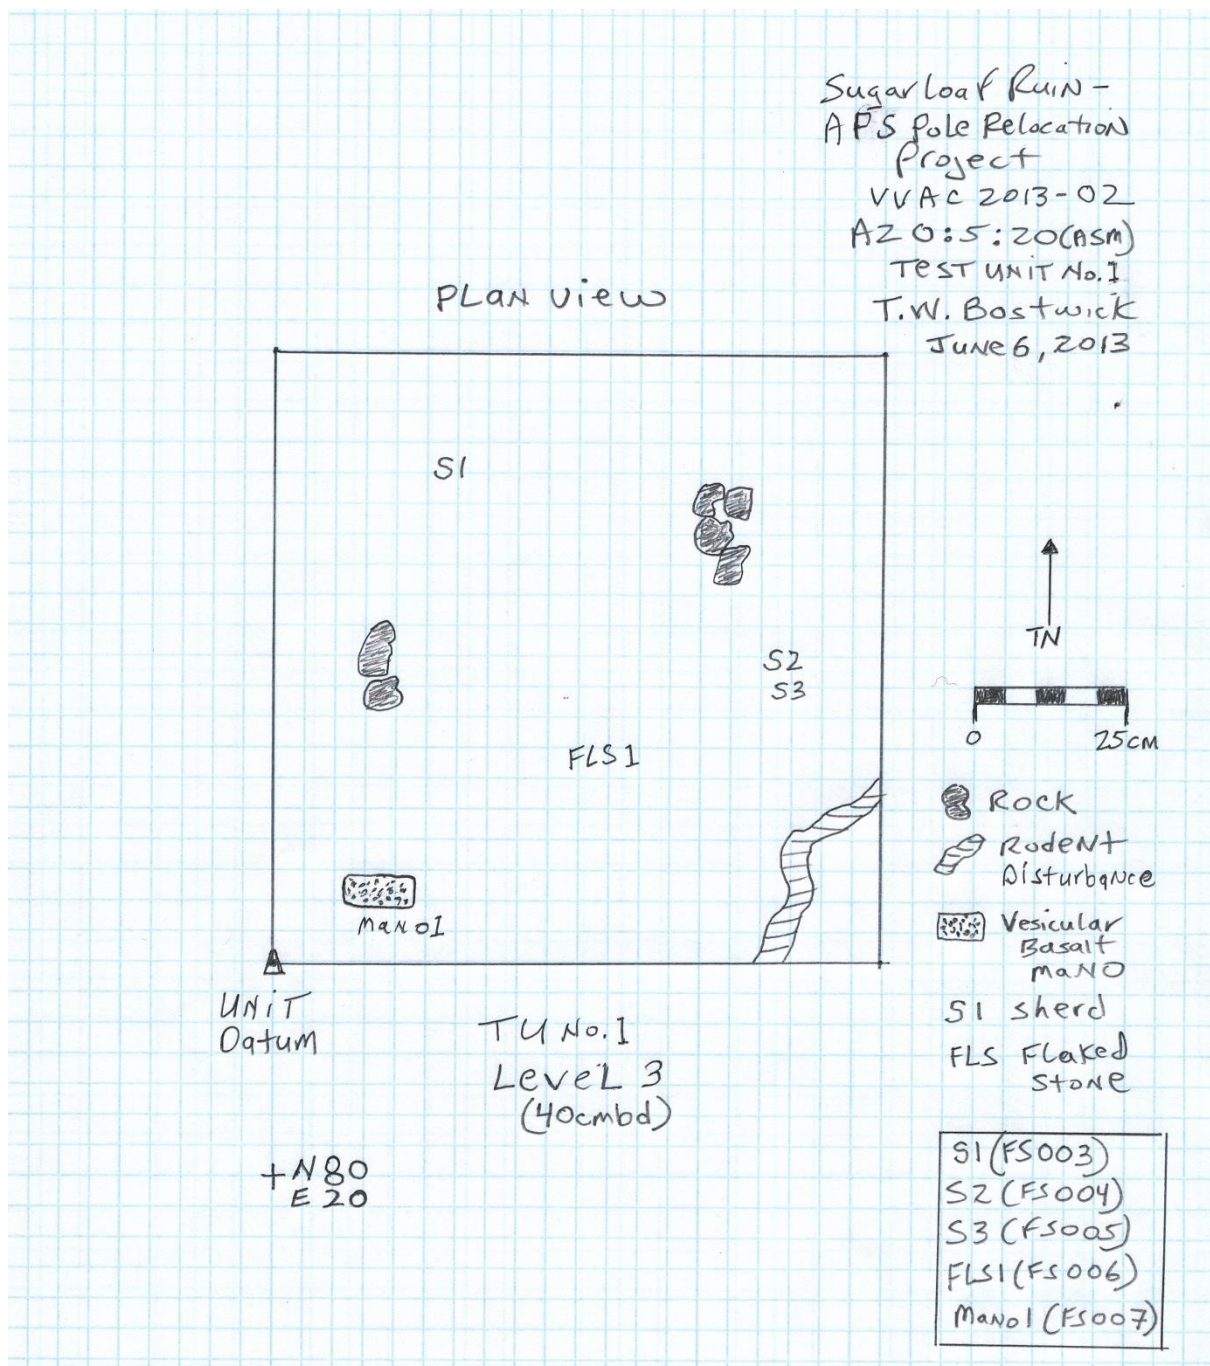 Sugarloaf Ruin -
APS Pole Relocation
Project
VVAC 2013-02
AZ O:5:20(ASM)
TEST UNIT No.1
T.W. Bostwick
June 6, 2013
PLAN View
S1
S2
S3
FLS1
MANO1
TN
0 25cm
Rock
Rodent
Disturbance
Vesicular
Basalt
MANO
S1 sherd
FLS Flaked
Stone
UNiT
Datum
TU No.1
LeveL 3
(40cmbd)
+N80
E20
S1(FS003)
S2(FS004)
S3(FS005)
FLS1(FS006)
Mano1(FS007)